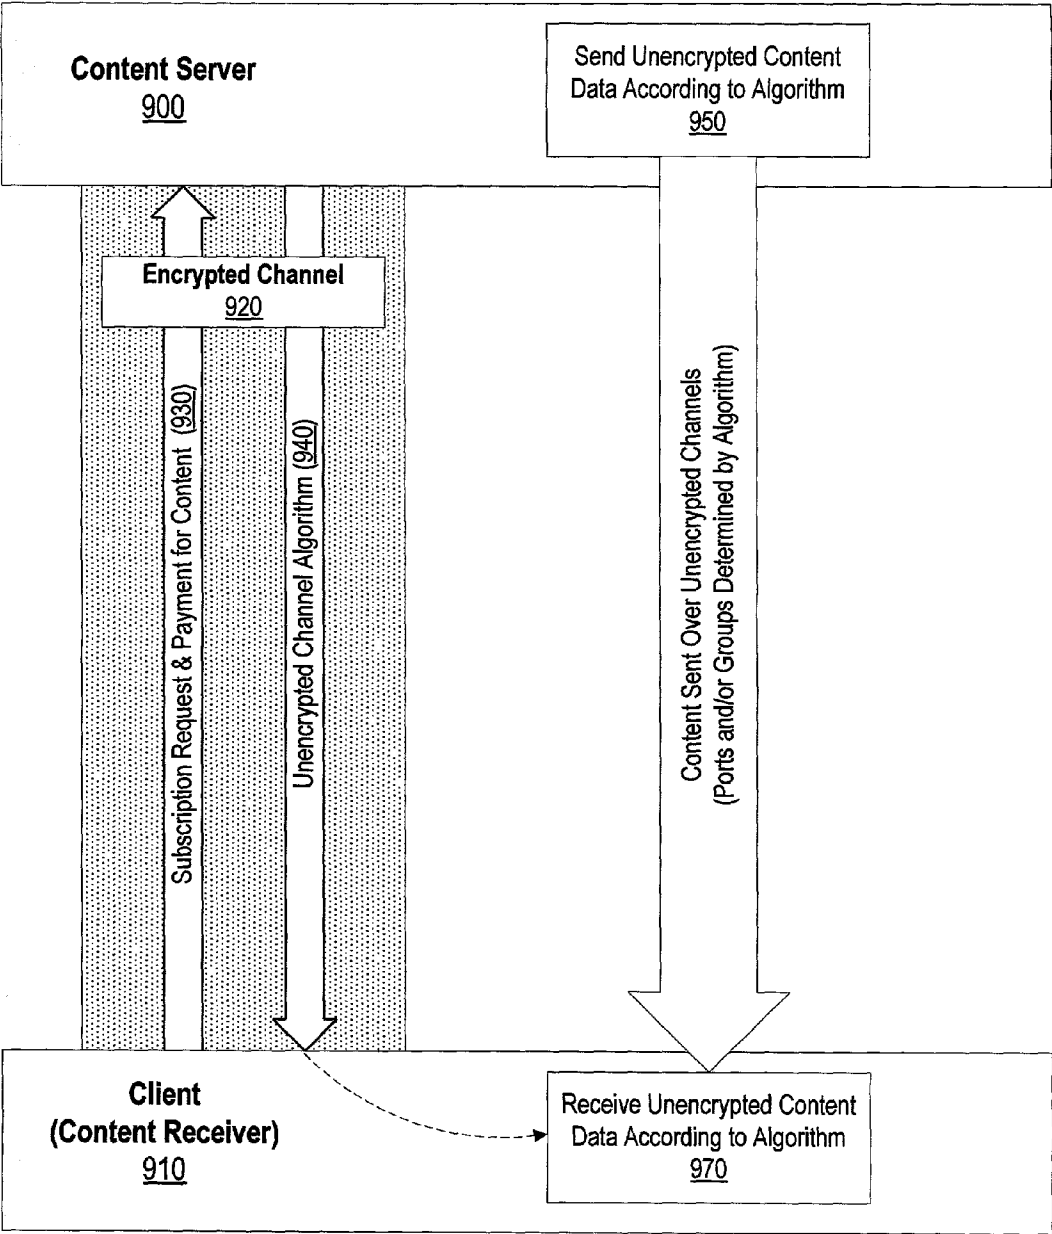 Content Server
900
Send Unencrypted Content
Data According to Algorithm
950
Encrypted Channel
920
Subscription Request & Payment for Content (930)
Unencrypted Channel Algorithm (940)
Content Sent Over Unencrypted Channels
(Ports and/or Groups Determined by Algorithm)
Client
(Content Receiver)
910
Receive Unencrypted Content
Data According to Algorithm
970